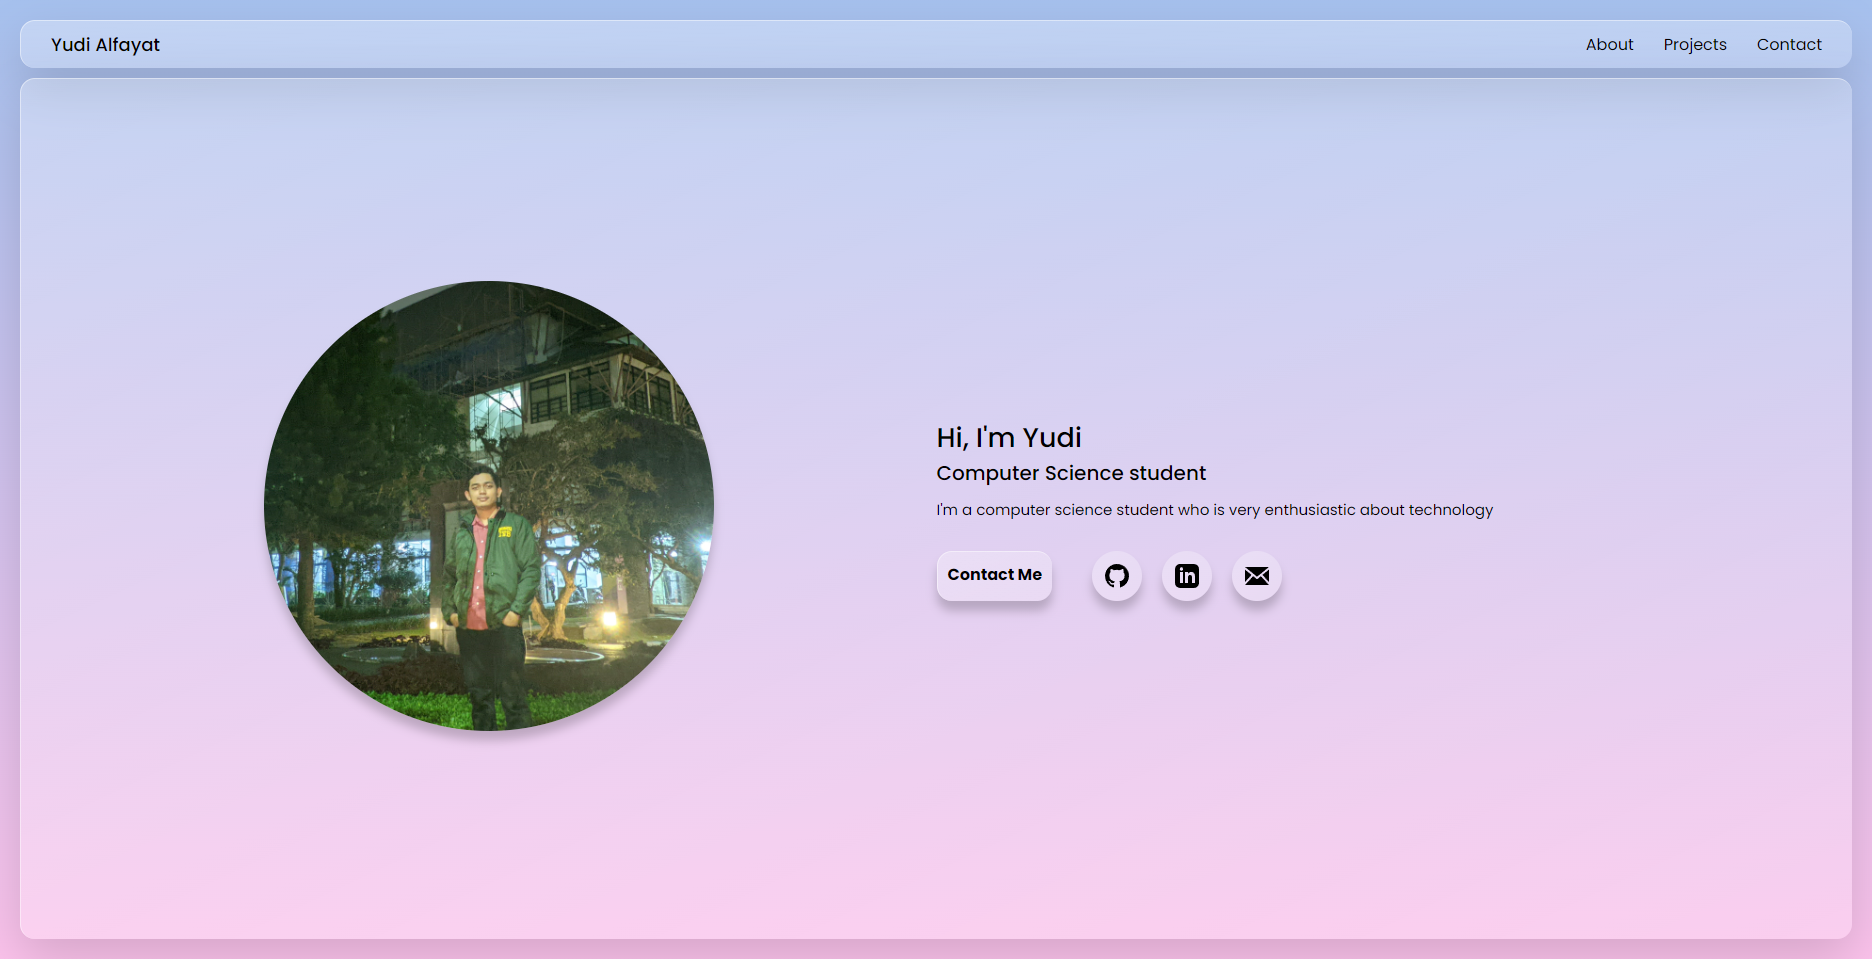 Yudi Alfayat
About Projects Contact
Hi, I'm Yudi
Computer Science student
I'm a computer science student who is very enthusiastic about technology
Contact Me
in